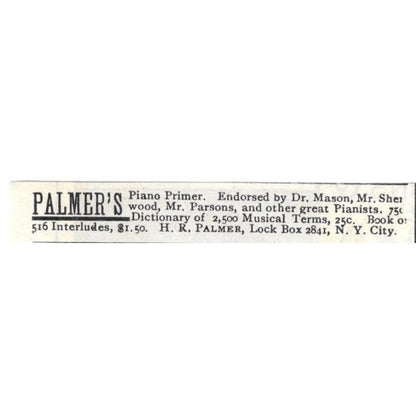 PALMER'S Piano Primer. Endorsed by Dr. Mason, Mr. Sher
wood, Mr. Parsons, and other great Pianists. 75c
Dictionary of 2,500 Musical Terms, 25c. Book o
516 Interludes, $1.50. H. R. PALMER, Lock Box 2841, N. Y. City.